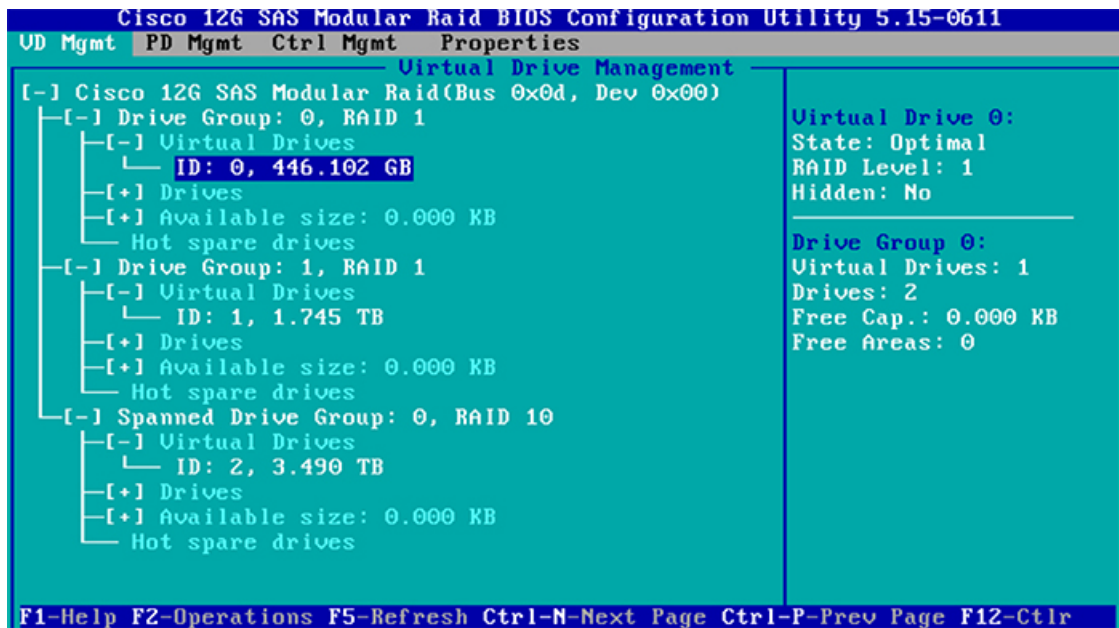 Cisco 12G SAS Modular Raid BIOS Configuration Utility 5.15-0611
VD Mgmt PD Mgmt Ctrl Mgmt Properties
Virtual Drive Management
[-] Cisco 12G SAS Modular Raid(Bus 0x0d, Dev 0x00)
[-] Drive Group: 0, RAID 1
[-] Virtual Drives
ID: 0, 446.102 GB
[+] Drives
[+] Available size: 0.000 KB
Hot spare drives
[-] Drive Group: 1, RAID 1
[-] Virtual Drives
ID: 1, 1.745 TB
[+] Drives
[+] Available size: 0.000 KB
Hot spare drives
[-] Spanned Drive Group: 0, RAID 10
[-] Virtual Drives
ID: 2, 3.490 TB
[+] Drives
[+] Available size: 0.000 KB
Hot spare drives
Virtual Drive 0:
State: Optimal
RAID Level: 1
Hidden: No
Drive Group 0:
Virtual Drives: 1
Drives: 2
Free Cap.: 0.000 KB
Free Areas: 0
F1-Help F2-Operations F5-Refresh Ctrl-N-Next Page Ctrl-P-Prev Page F12-Ctlr